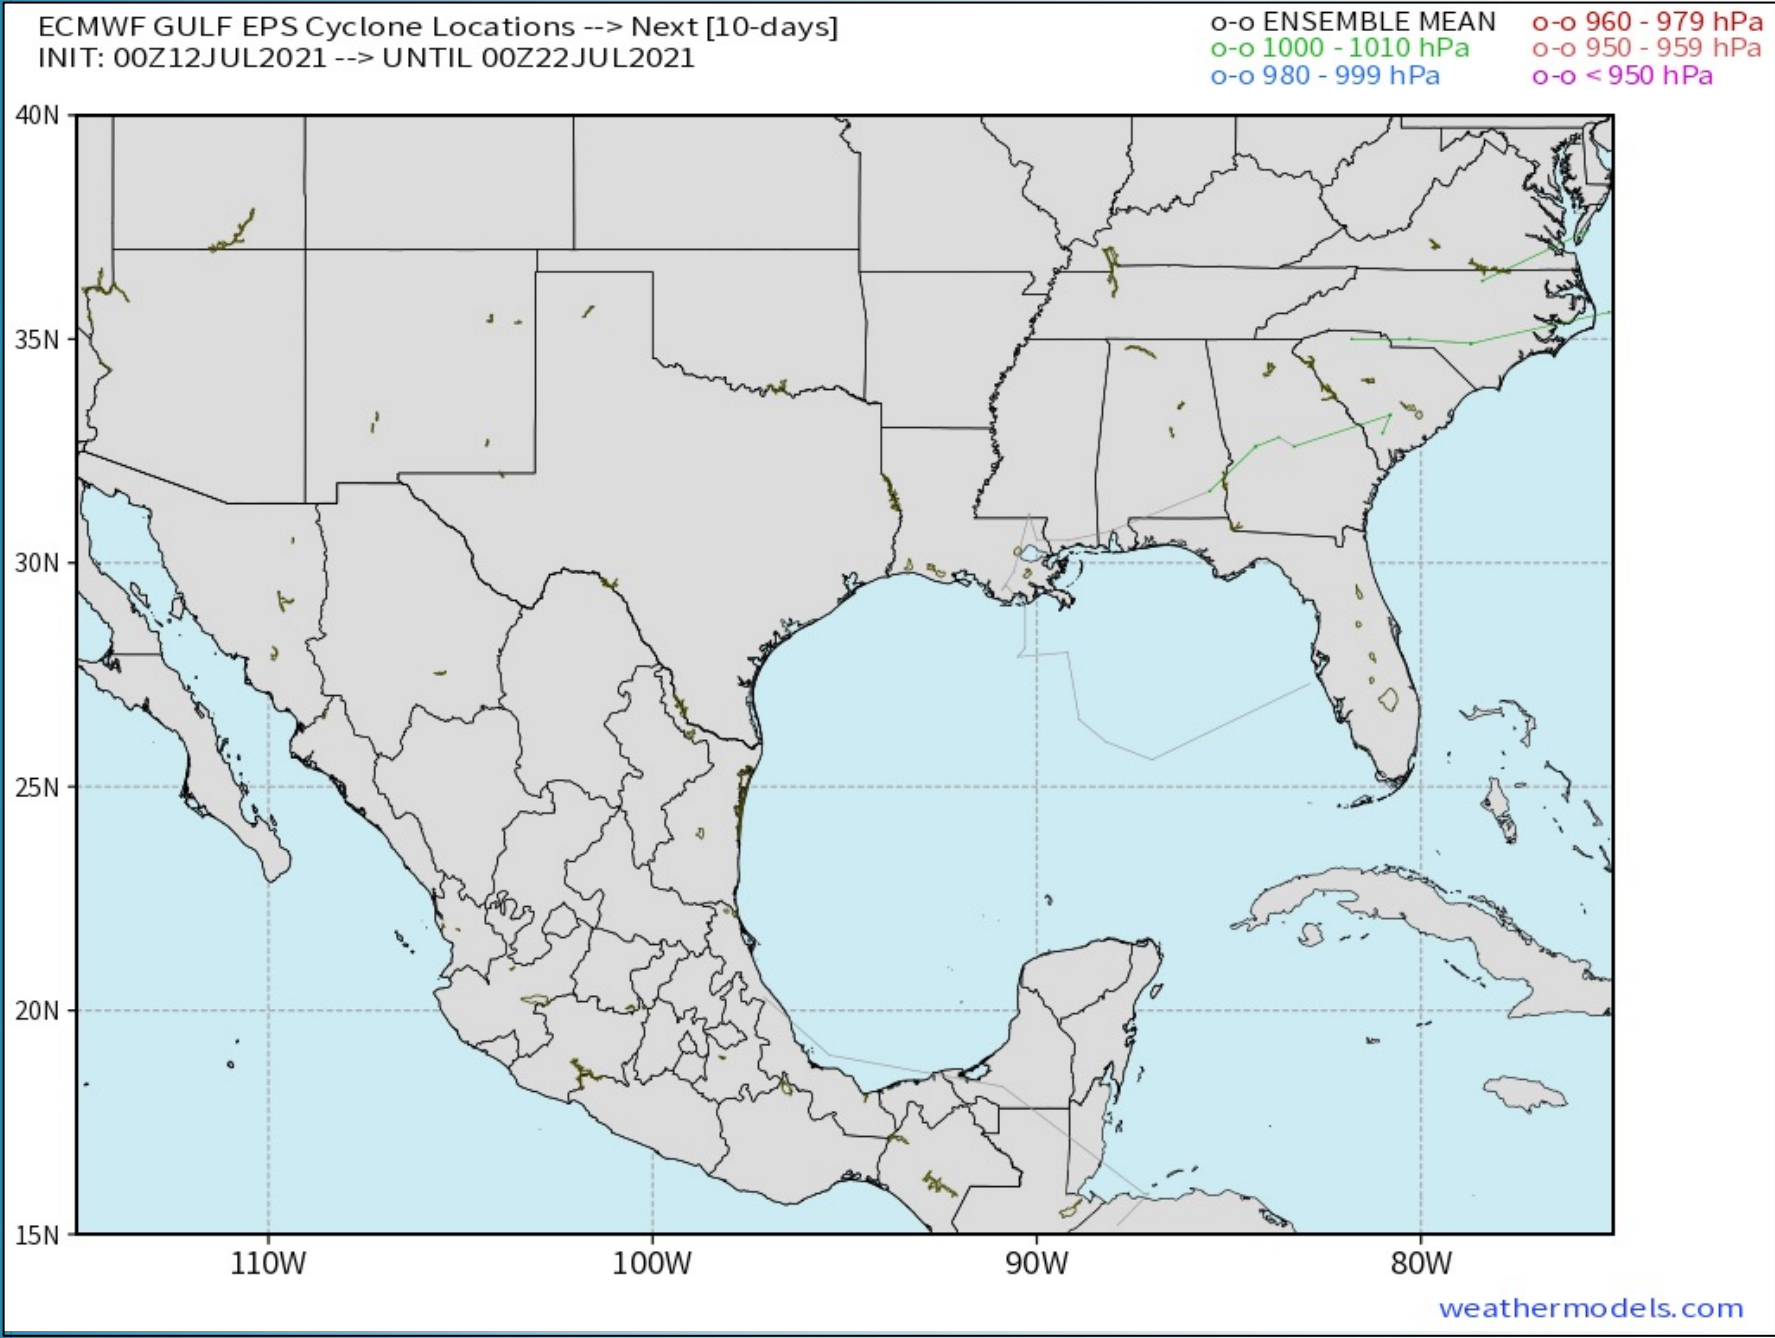 ECMWF GULF EPS Cyclone Locations --> Next [10-days]
INIT: 00Z12JUL2021 --> UNTIL 00Z22JUL2021
o-o ENSEMBLE MEAN
o-o 1000 - 1010 hPa
o-o 980 - 999 hPa
o-o 960 - 979 hPa
o-o 950 - 959 hPa
o-o < 950 hPa
40N
35N
30N
25N
20N
15N
110W
100W
90W
80W
weathermodels.com